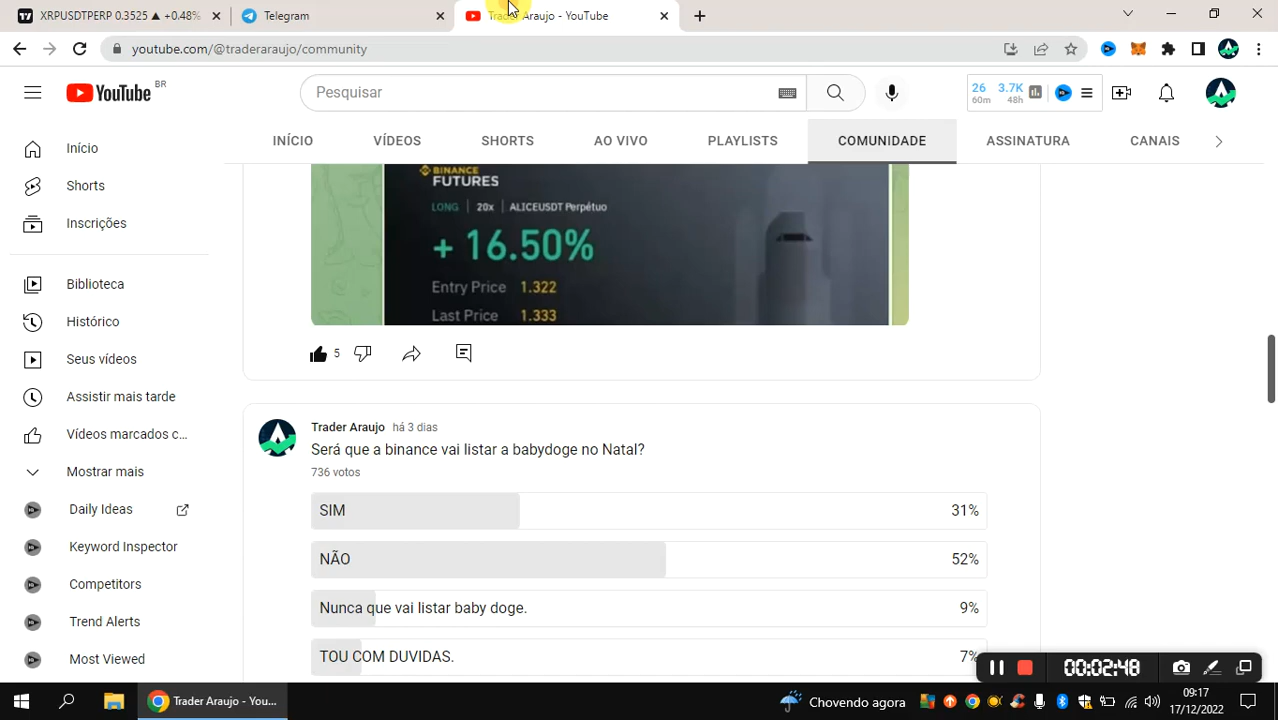 XRPUSDTPERP 0.3525 ▲ +0.48%
Telegram
Trader Araujo - YouTube
youtube.com/@traderaraujo/community
YouTube BR
Pesquisar
26 3.7K
60m 48h
INÍCIO VÍDEOS SHORTS AO VIVO PLAYLISTS COMUNIDADE ASSINATURA CANAIS
Início
Shorts
Inscrições
Biblioteca
Histórico
Seus vídeos
Assistir mais tarde
Vídeos marcados c...
Mostrar mais
Daily Ideas
Keyword Inspector
Competitors
Trend Alerts
Most Viewed
BINANCE
FUTURES
LONG | 20x | ALICEUSDT Perpétuo
+ 16.50%
Entry Price 1.322
Last Price 1.333
5
Trader Araujo há 3 dias
Será que a binance vai listar a babydoge no Natal?
736 votos
SIM 31%
NÃO 52%
Nunca que vai listar baby doge. 9%
TOU COM DUVIDAS. 7%
00:02:48
Trader Araujo - You...
Chovendo agora
09:17
17/12/2022